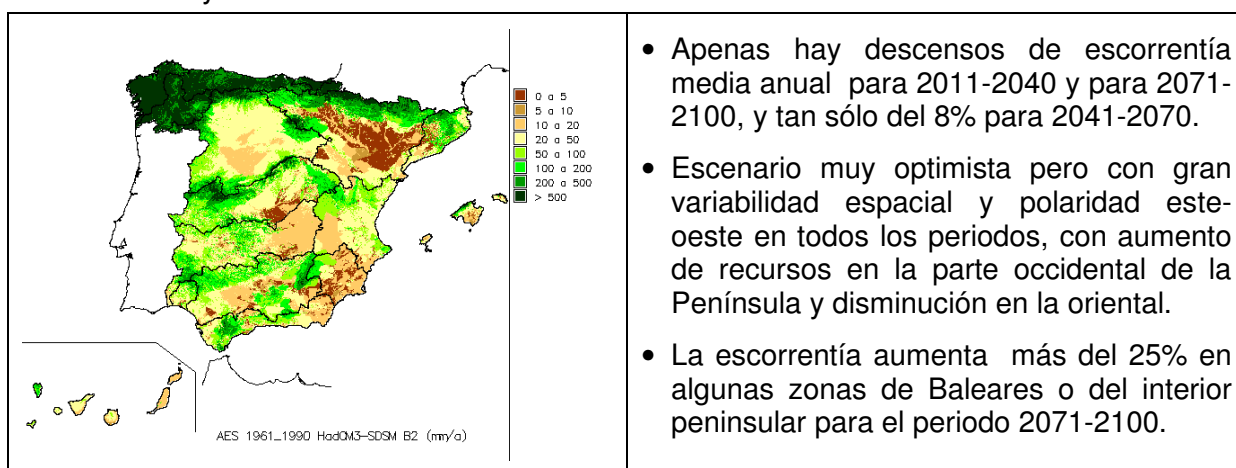 0 a 5
5 a 10
10 a 20
20 a 50
50 a 100
100 a 200
200 a 500
> 500
AES 1961_1990 HadCM3-SDSM B2 (mm/a)
• Apenas hay descensos de escorrentía
media anual para 2011-2040 y para 2071-
2100, y tan sólo del 8% para 2041-2070.
• Escenario muy optimista pero con gran
variabilidad espacial y polaridad este-
oeste en todos los periodos, con aumento
de recursos en la parte occidental de la
Península y disminución en la oriental.
• La escorrentía aumenta más del 25% en
algunas zonas de Baleares o del interior
peninsular para el periodo 2071-2100.